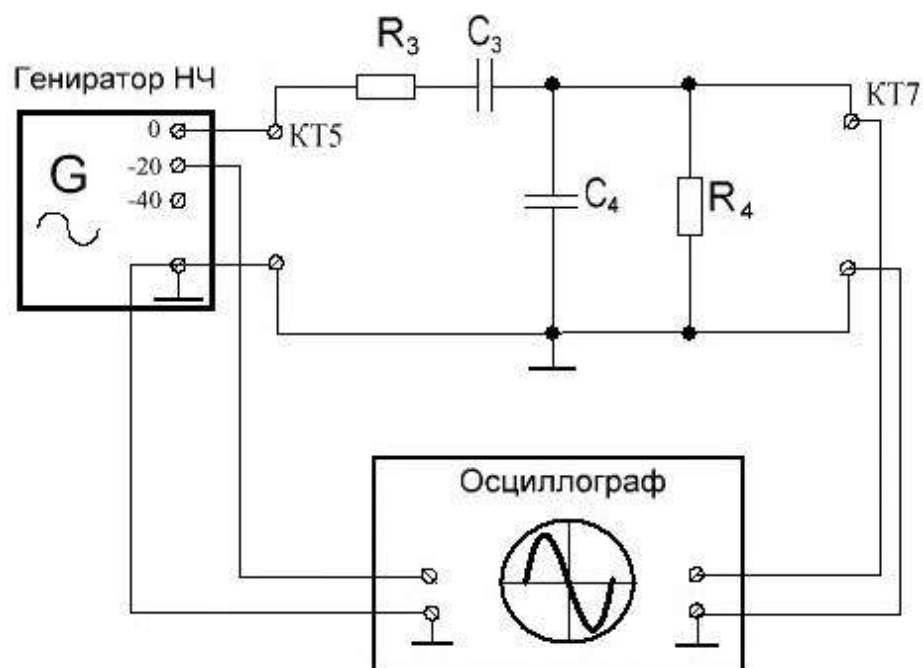 R3
C3
Гениратор НЧ
КТ7
0
КТ5
-20
G
-40
C4
R4
Осциллограф